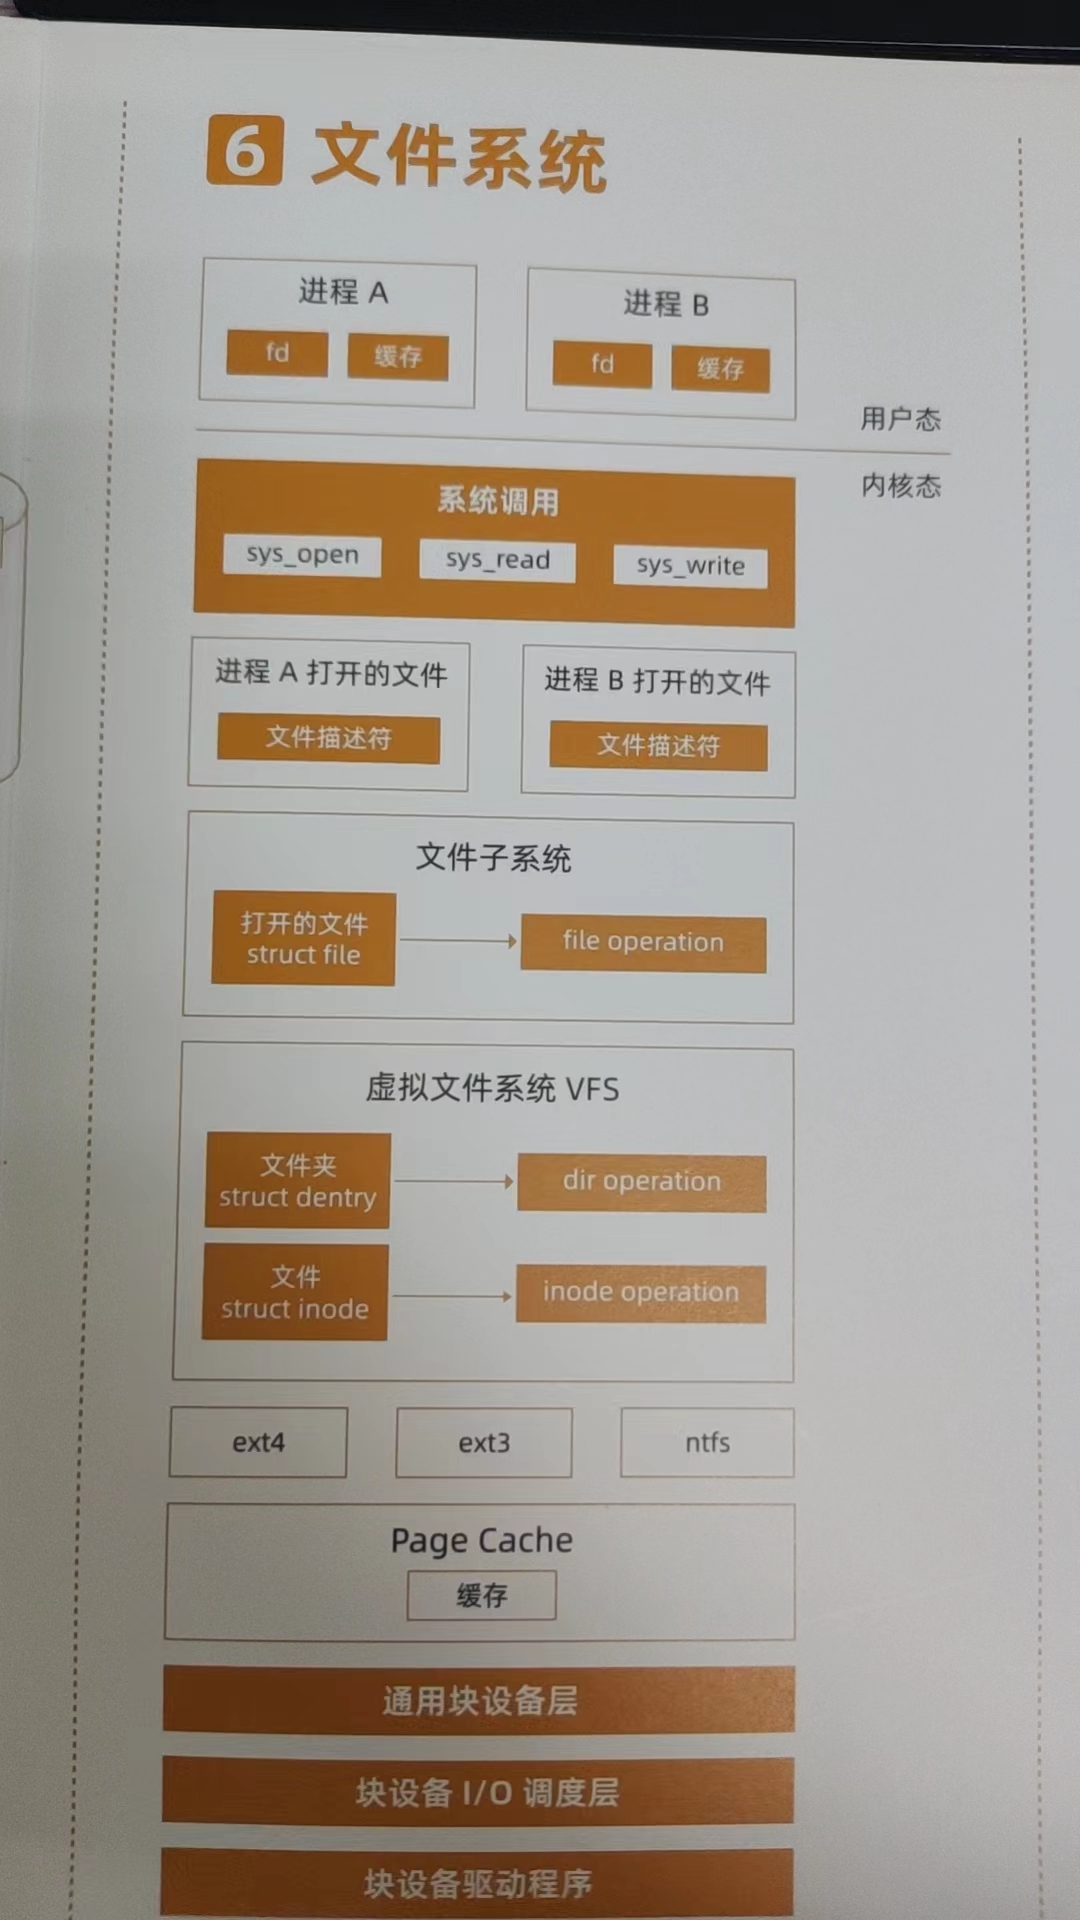 6 文件系统
进程 A
fd 缓存
进程 B
fd 缓存
用户态
内核态
系统调用
sys_open sys_read sys_write
进程 A 打开的文件
文件描述符
进程 B 打开的文件
文件描述符
文件子系统
打开的文件
struct file
file operation
虚拟文件系统 VFS
文件夹
struct dentry
dir operation
文件
struct inode
inode operation
ext4 ext3 ntfs
Page Cache
缓存
通用块设备层
块设备 I/O 调度层
块设备驱动程序